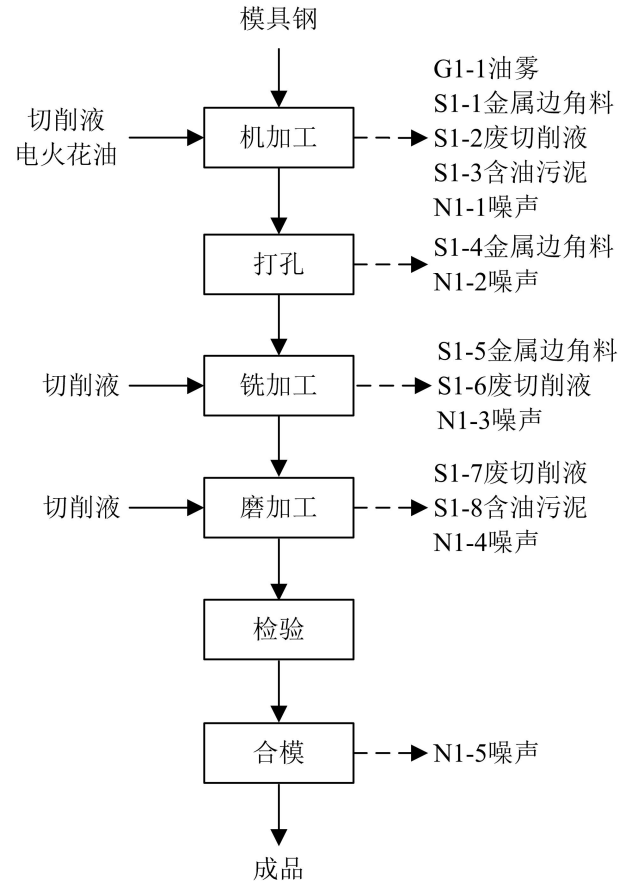 模具钢
切削液
电火花油
机加工
G1-1油雾
S1-1金属边角料
S1-2废切削液
S1-3含油污泥
N1-1噪声
打孔
S1-4金属边角料
N1-2噪声
切削液
铣加工
S1-5金属边角料
S1-6废切削液
N1-3噪声
切削液
磨加工
S1-7废切削液
S1-8含油污泥
N1-4噪声
检验
合模
N1-5噪声
成品